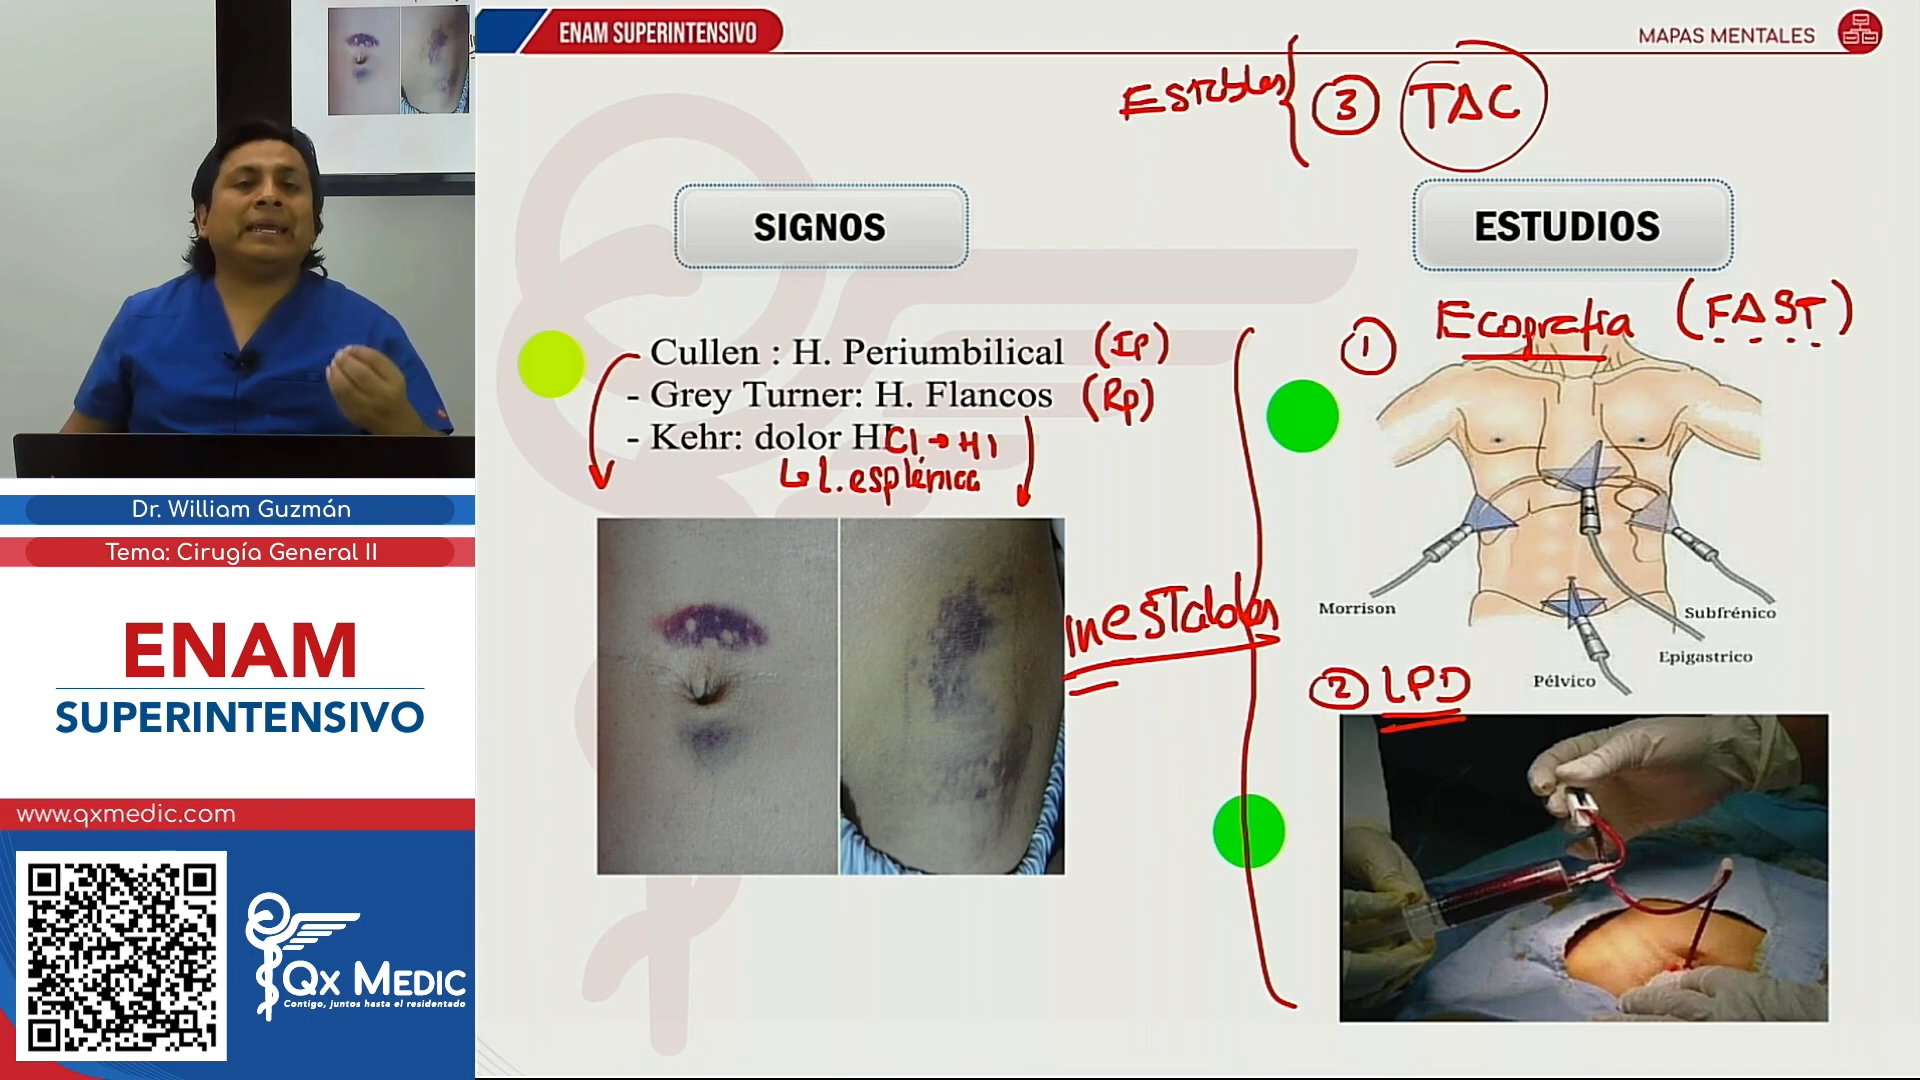 ENAM SUPERINTENSIVO
MAPAS MENTALES
Estables
3 TAC
SIGNOS
ESTUDIOS
1 Ecografía (FAST)
- Cullen : H. Periumbilical (IP)
- Grey Turner: H. Flancos (RP)
- Kehr: dolor HI CI → HI
L. esplénica
Inestables
Morrison
Subfrénico
Epigastrico
Pélvico
2 LPD
Dr. William Guzmán
Tema: Cirugía General II
ENAM
SUPERINTENSIVO
www.qxmedic.com
QX MEDIC
Contigo, juntos hasta el residentado